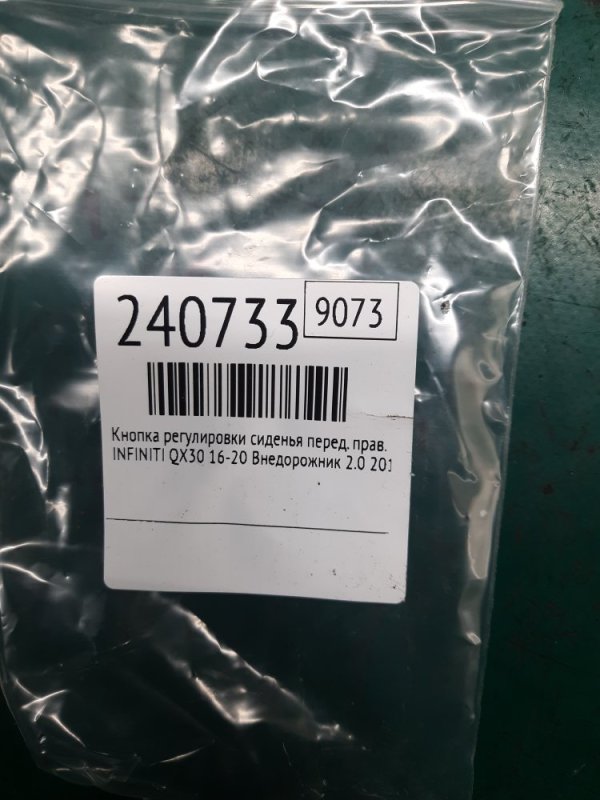 240733 9073
Кнопка регулировки сиденья перед. прав.
INFINITI QX30 16-20 Внедорожник 2.0 201